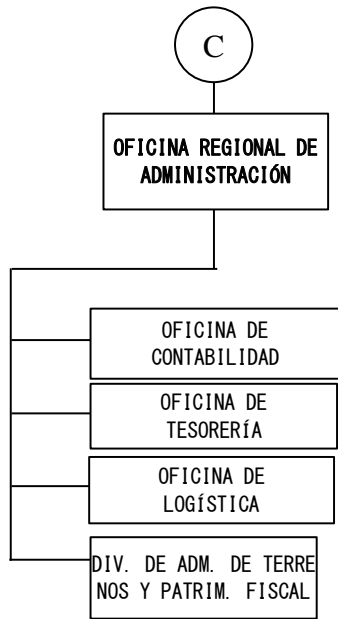 C
OFICINA REGIONAL DE
ADMINISTRACIÓN
OFICINA DE
CONTABILIDAD
OFICINA DE
TESORERÍA
OFICINA DE
LOGÍSTICA
DIV. DE ADM. DE TERRE
NOS Y PATRIM. FISCAL